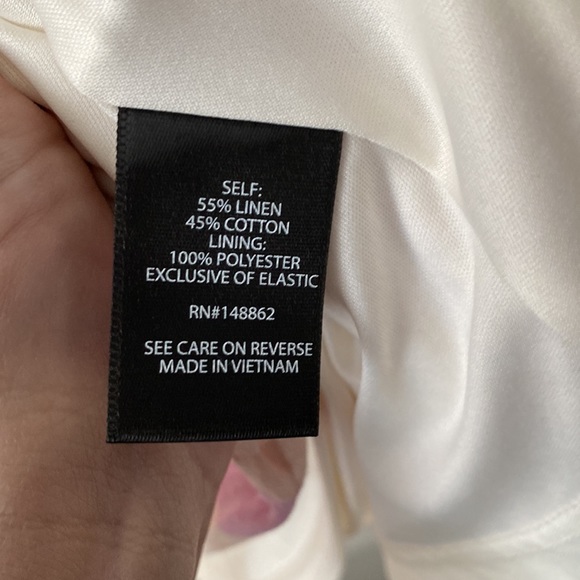 SELF:
55% LINEN
45% COTTON
LINING:
100% POLYESTER
EXCLUSIVE OF ELASTIC
RN#148862
SEE CARE ON REVERSE
MADE IN VIETNAM